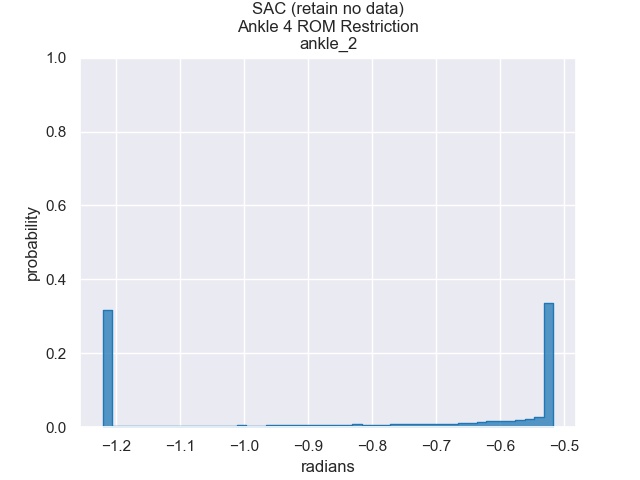 SAC (retain no data)
Ankle 4 ROM Restriction
ankle_2
1.0
0.8
0.6
0.4
0.2
0.0
probability
−1.2 −1.1 −1.0 −0.9 −0.8 −0.7 −0.6 −0.5
radians